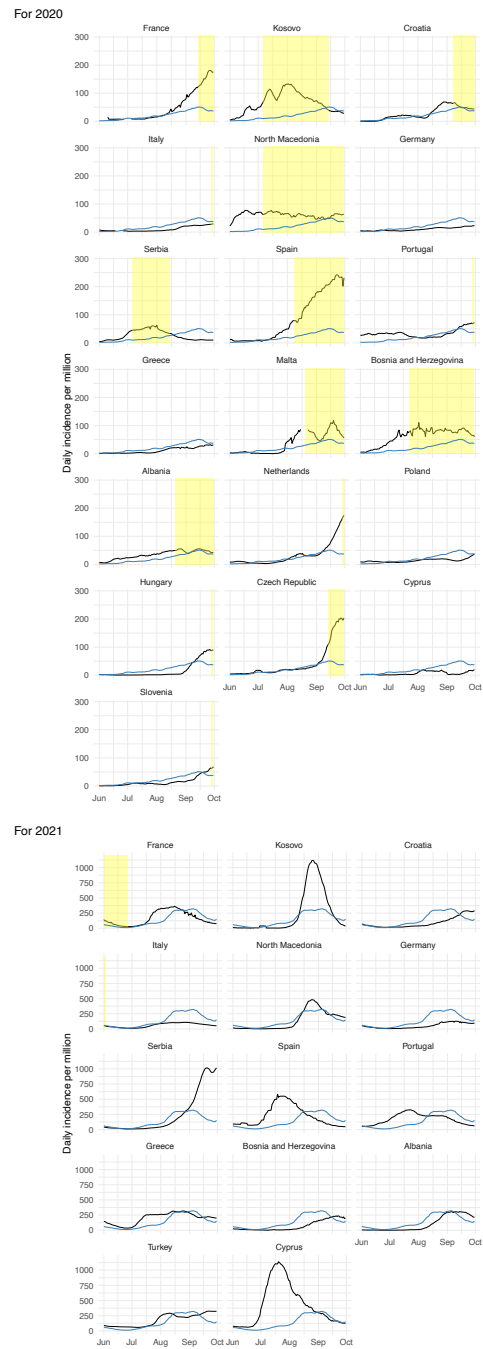 For 2020
France Kosovo Croatia
300
200
100
0
Italy North Macedonia Germany
300
200
100
0
Serbia Spain Portugal
300
200
100
0
Daily incidence per million
Greece Malta Bosnia and Herzegovina
300
200
100
0
Albania Netherlands Poland
300
200
100
0
Hungary Czech Republic Cyprus
300
200
100
0
Jun Jul Aug Sep Oct Jun Jul Aug Sep Oct
Slovenia
300
200
100
0
Jun Jul Aug Sep Oct
For 2021
France Kosovo Croatia
1000
750
500
250
0
Italy North Macedonia Germany
1000
750
500
250
0
Daily incidence per million
Serbia Spain Portugal
1000
750
500
250
0
Greece Bosnia and Herzegovina Albania
1000
750
500
250
0
Jun Jul Aug Sep Oct
Turkey Cyprus
1000
750
500
250
0
Jun Jul Aug Sep Oct Jun Jul Aug Sep Oct